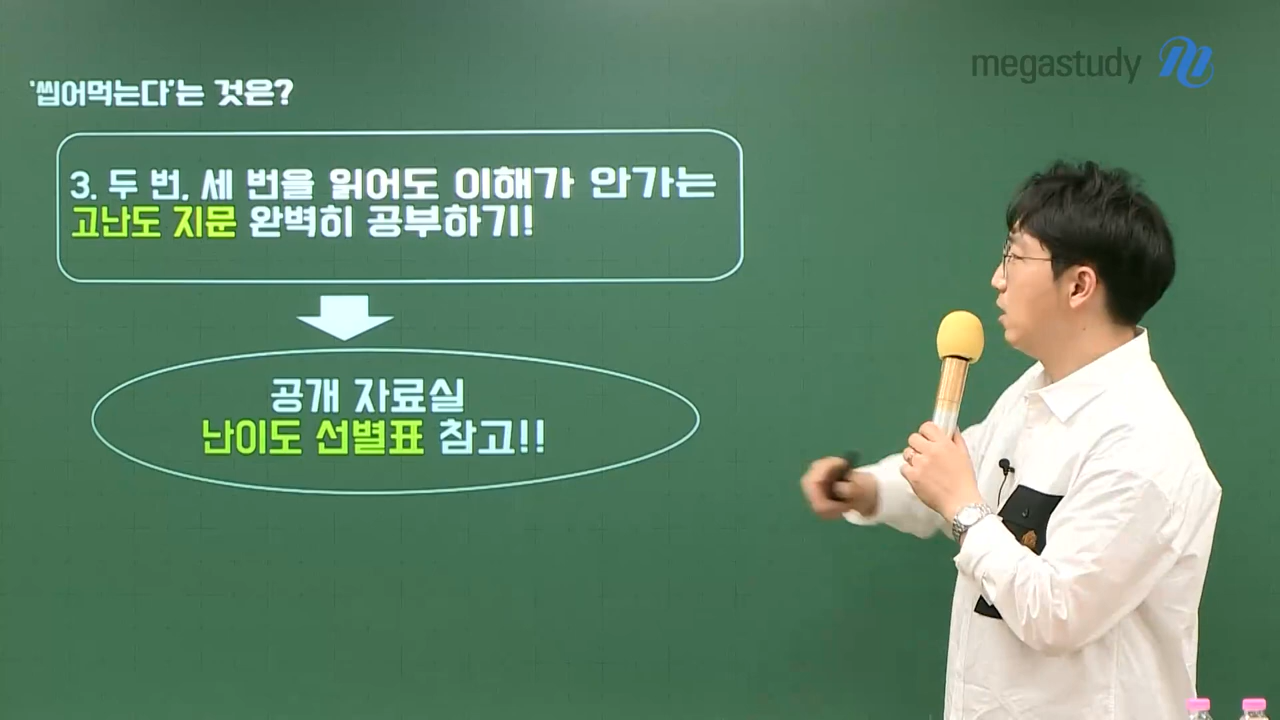 megastudy
'씹어먹는다'는 것은?
3. 두 번, 세 번을 읽어도 이해가 안가는
고난도 지문 완벽히 공부하기!
공개 자료실
난이도 선별표 참고!!